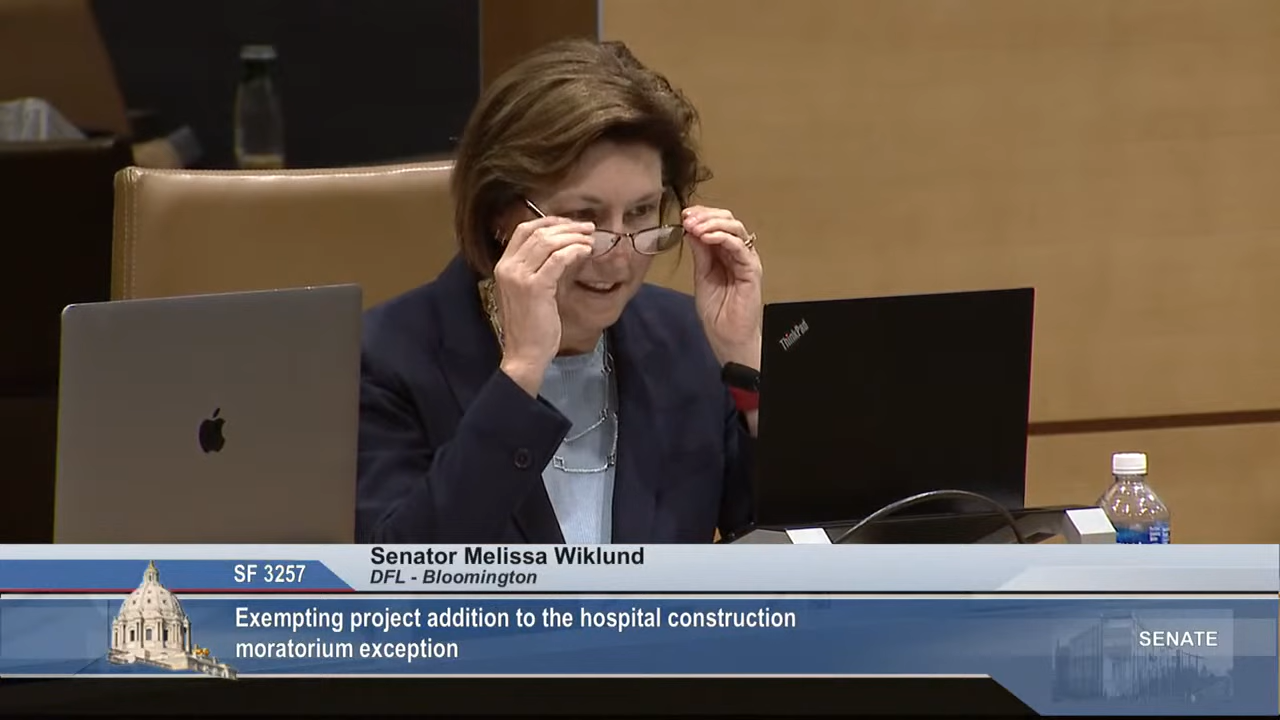 ThinkPad
Senator Melissa Wiklund
SF 3257
DFL - Bloomington
Exempting project addition to the hospital construction
moratorium exception
SENATE